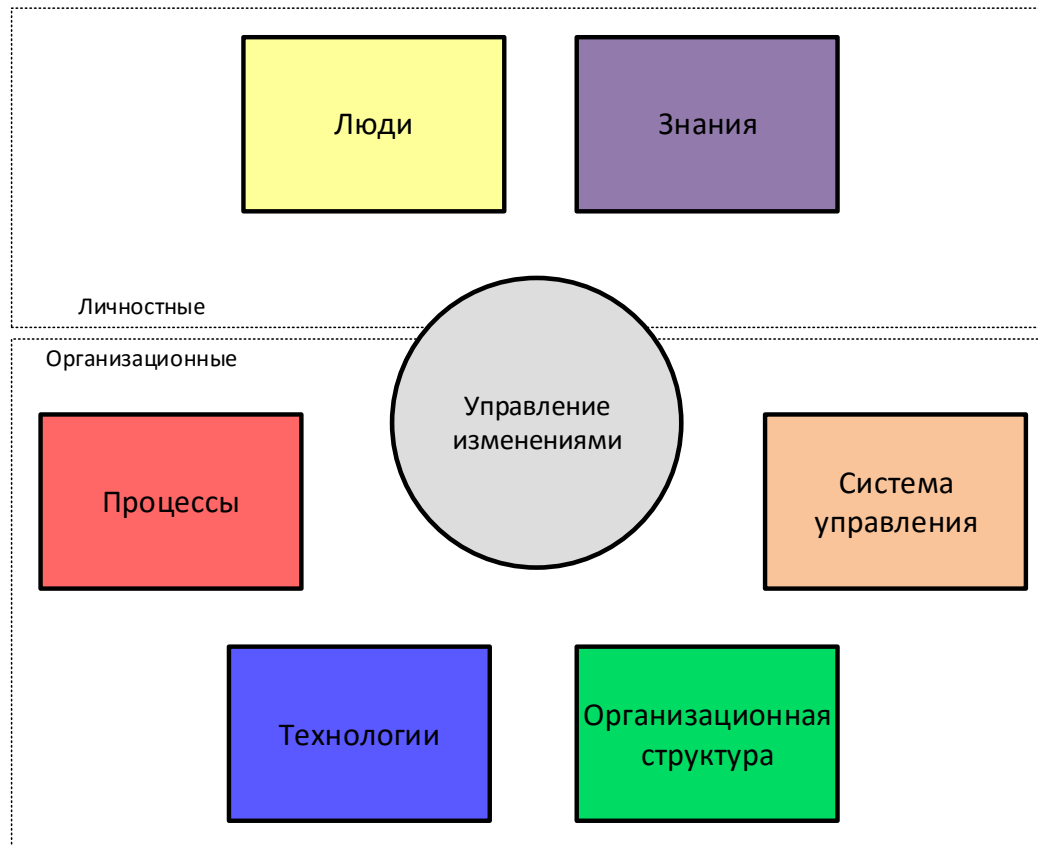 Люди
Знания
Личностные
Организационные
Управление
изменениями
Процессы
Система
управления
Технологии
Организационная
структура